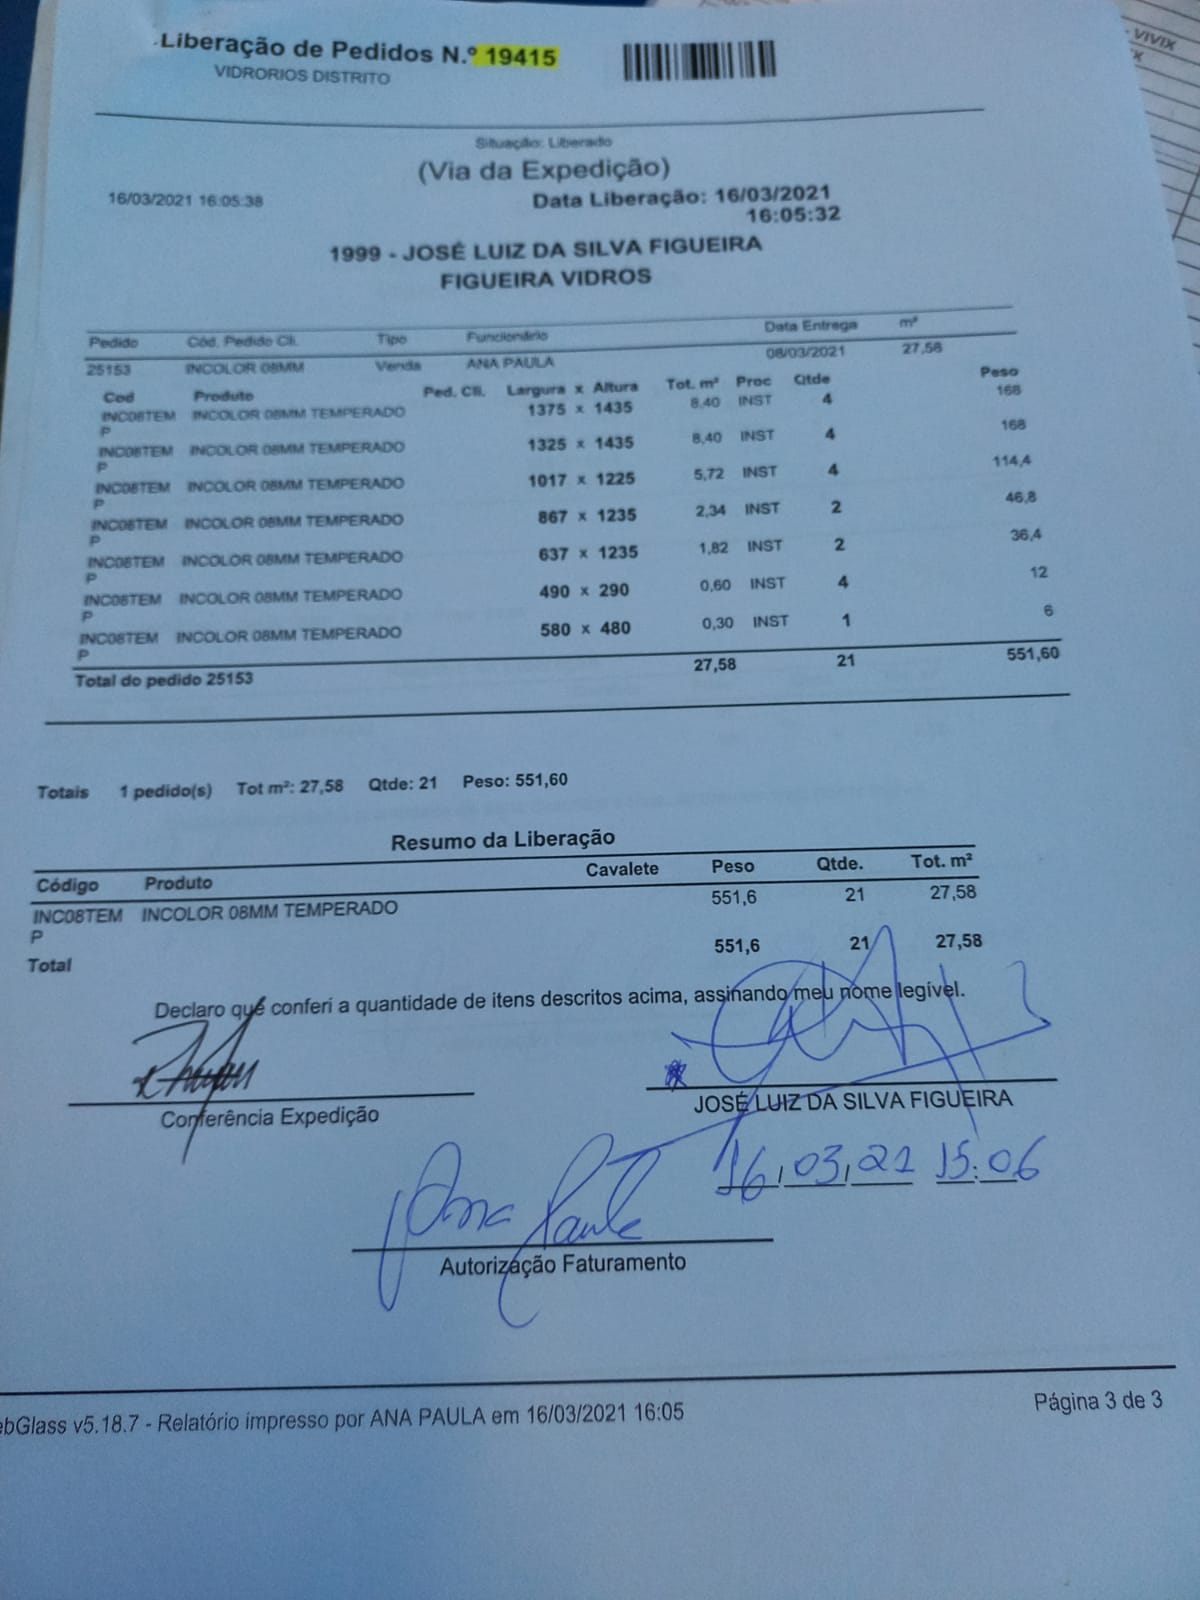 Liberação de Pedidos N.º 19415
VIDRORIOS DISTRITO
VIVIX
Situação: Liberado
(Via da Expedição)
16/03/2021 16:05:38 Data Liberação: 16/03/2021
16:05:32
1999 - JOSÉ LUIZ DA SILVA FIGUEIRA
FIGUEIRA VIDROS
Pedido Cód. Pedido Cli. Tipo Funcionário Data Entrega m²
25153 INCOLOR 08MM Venda ANA PAULA 08/03/2021 27,58
Cod Produto Ped. Cli. Largura x Altura Tot. m² Proc Qtde Peso
INC08TEM INCOLOR 08MM TEMPERADO 1375 x 1435 8,40 INST 4 168
P
INC08TEM INCOLOR 08MM TEMPERADO 1325 x 1435 8,40 INST 4 168
P
INC08TEM INCOLOR 08MM TEMPERADO 1017 x 1225 5,72 INST 4 114,4
P
INC08TEM INCOLOR 08MM TEMPERADO 867 x 1235 2,34 INST 2 46,8
P
INC08TEM INCOLOR 08MM TEMPERADO 637 x 1235 1,82 INST 2 36,4
P
INC08TEM INCOLOR 08MM TEMPERADO 490 x 290 0,60 INST 4 12
P
INC08TEM INCOLOR 08MM TEMPERADO 580 x 480 0,30 INST 1 6
P
Total do pedido 25153 27,58 21 551,60
Totais 1 pedido(s) Tot m²: 27,58 Qtde: 21 Peso: 551,60
Resumo da Liberação
Código Produto Cavalete Peso Qtde. Tot. m²
INC08TEM INCOLOR 08MM TEMPERADO 551,6 21 27,58
P
Total 551,6 21 27,58
Declaro que conferi a quantidade de itens descritos acima, assinando meu nome legível.
Conferência Expedição
JOSÉ LUIZ DA SILVA FIGUEIRA
16/03/21 15:06
Ana Paula
Autorização Faturamento
ebGlass v5.18.7 - Relatório impresso por ANA PAULA em 16/03/2021 16:05
Página 3 de 3